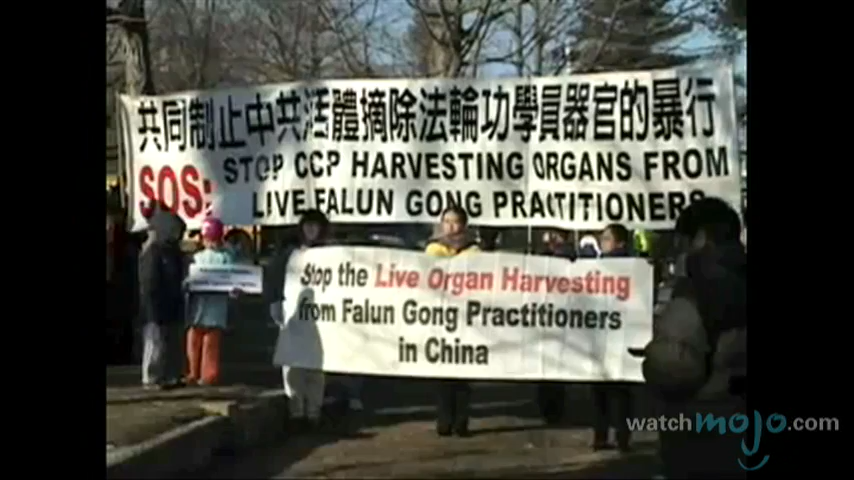 共同制止中共活體摘除法輪功學員器官的暴行
SOS: STOP CCP HARVESTING ORGANS FROM
LIVE FALUN GONG PRACTITIONERS
Stop the Live Organ Harvesting
from Falun Gong Practitioners
in China
watchmojo.com